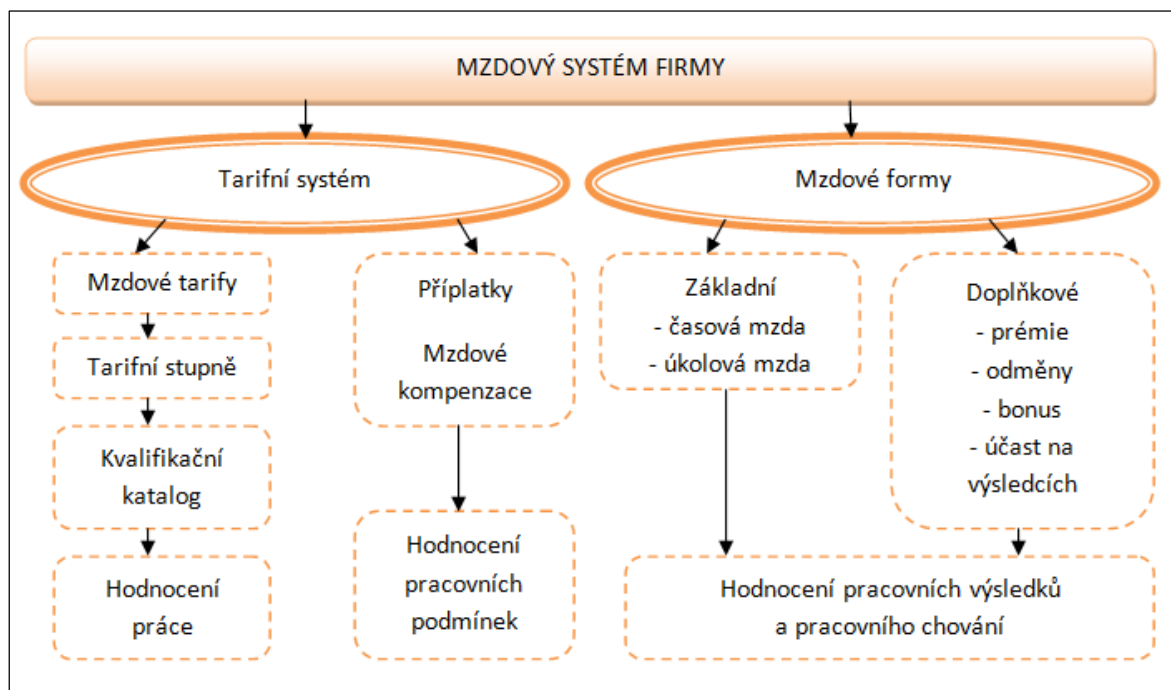 MZDOVÝ SYSTÉM FIRMY
Tarifní systém
Mzdové formy
Mzdové tarify
Tarifní stupně
Kvalifikační
katalog
Hodnocení
práce
Příplatky
Mzdové
kompenzace
Hodnocení
pracovních
podmínek
Základní
- časová mzda
- úkolová mzda
Doplňkové
- prémie
- odměny
- bonus
- účast na
výsledcích
Hodnocení pracovních výsledků
a pracovního chování